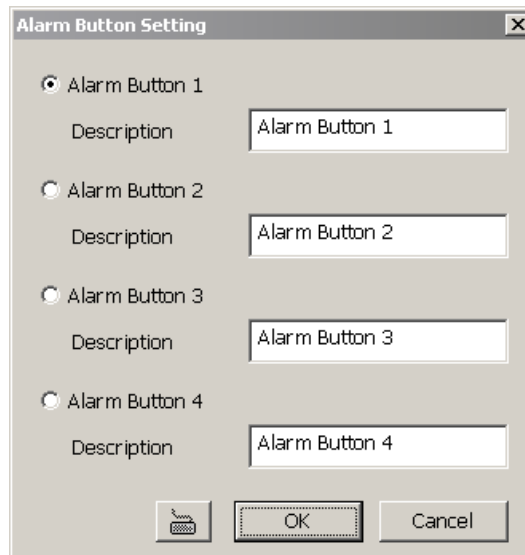 Alarm Button Setting
Alarm Button 1
Description Alarm Button 1
Alarm Button 2
Description Alarm Button 2
Alarm Button 3
Description Alarm Button 3
Alarm Button 4
Description Alarm Button 4
OK Cancel